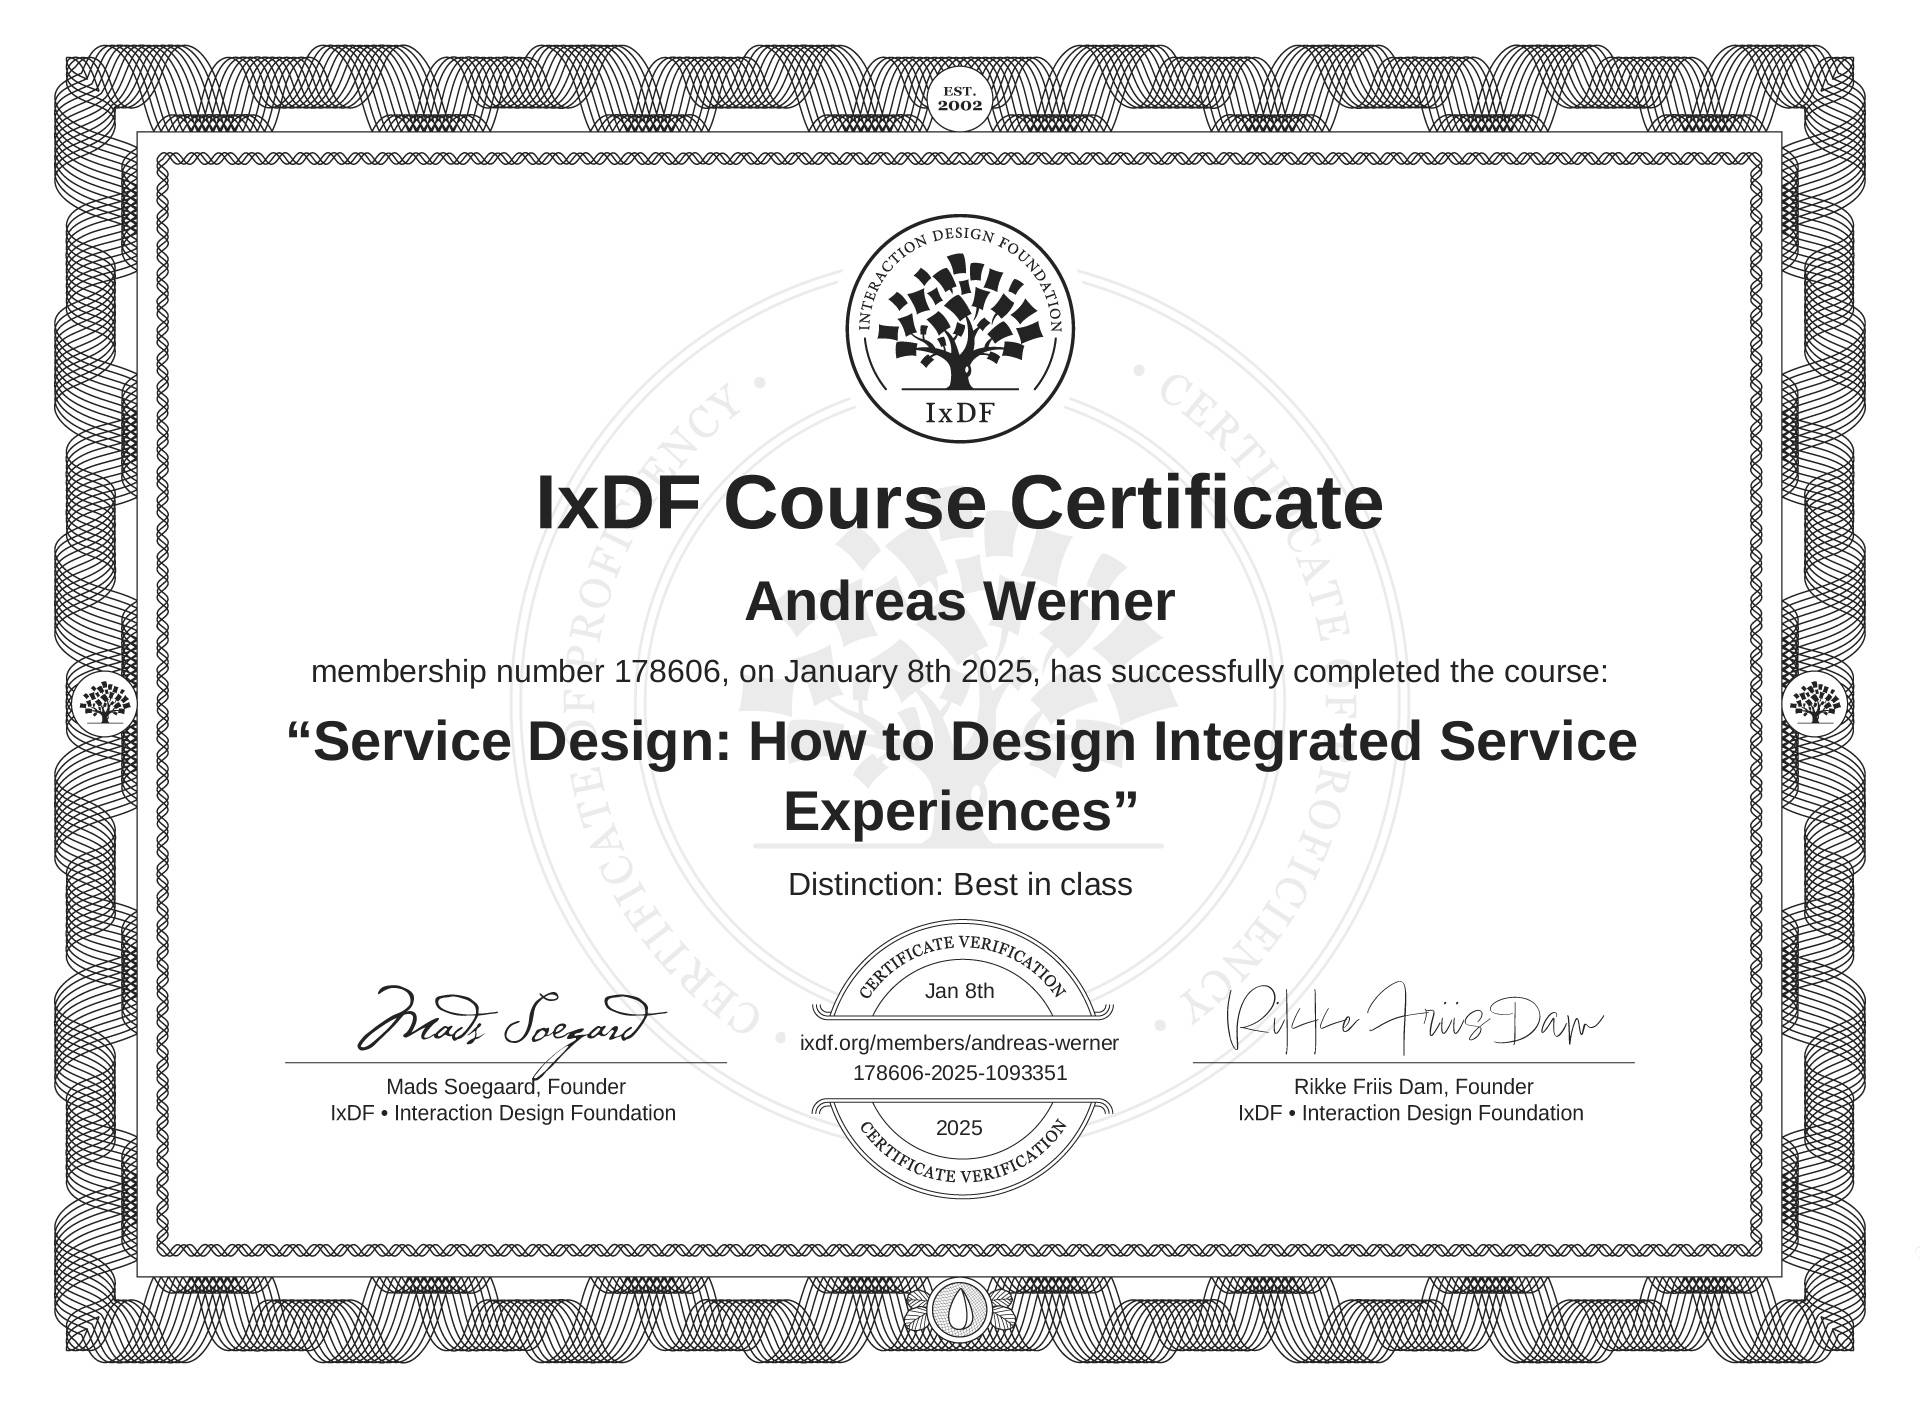 EST.
2002
INTERACTION DESIGN FOUNDATION
IxDF
• CERTIFICATE OF PROFICIENCY •
• CERTIFICATE OF PROFICIENCY •
IxDF Course Certificate
Andreas Werner
membership number 178606, on January 8th 2025, has successfully completed the course:
“Service Design: How to Design Integrated Service
Experiences”
Distinction: Best in class
CERTIFICATE VERIFICATION
Jan 8th
ixdf.org/members/andreas-werner
178606-2025-1093351
2025
CERTIFICATE VERIFICATION
Mads Soegaard
Mads Soegaard, Founder
IxDF • Interaction Design Foundation
Rikke Friis Dam
Rikke Friis Dam, Founder
IxDF • Interaction Design Foundation